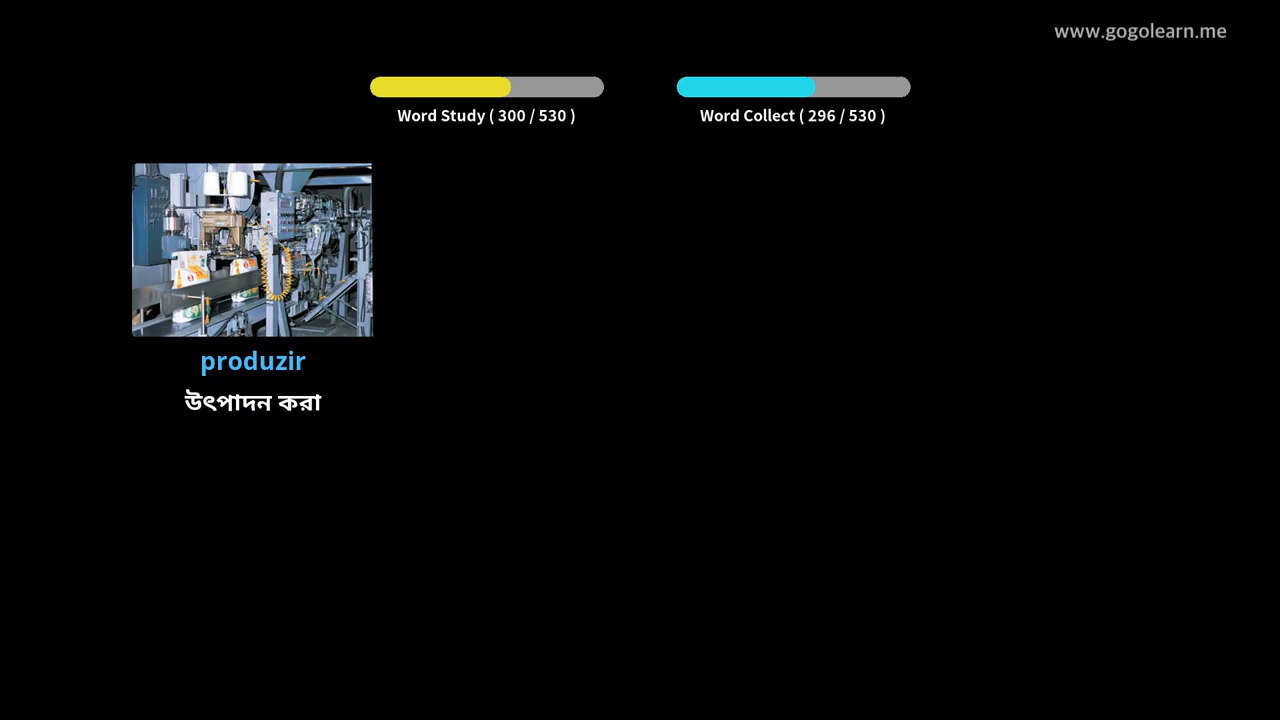 www.gogolearn.me
Word Study ( 300 / 530 )
Word Collect ( 296 / 530 )
produzir
উৎপাদন করা